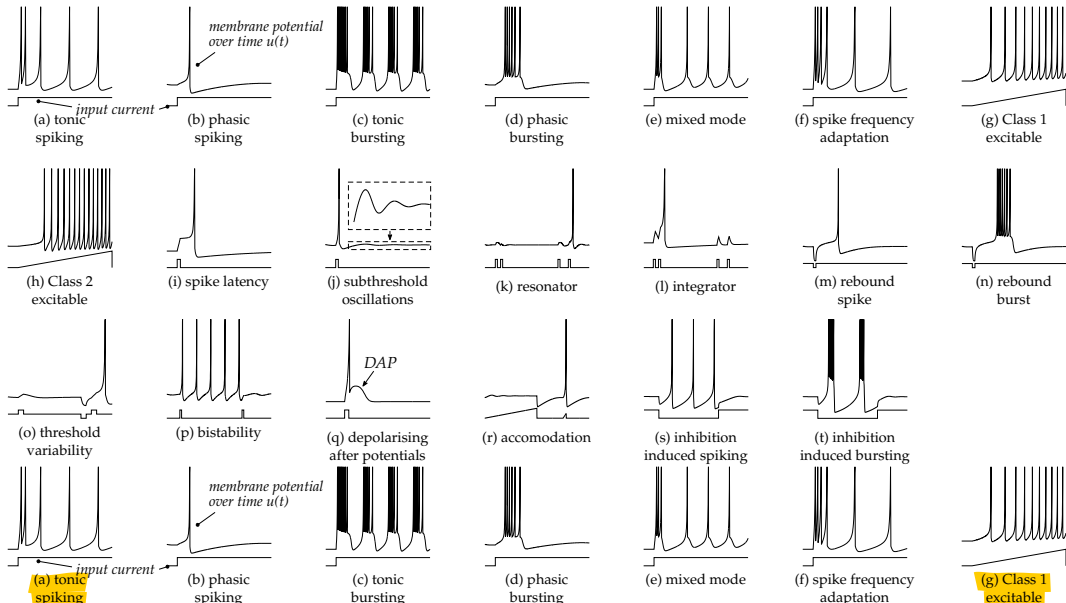 membrane potential
over time u(t)
input current
(a) tonic
spiking
(b) phasic
spiking
(c) tonic
bursting
(d) phasic
bursting
(e) mixed mode
(f) spike frequency
adaptation
(g) Class 1
excitable
(h) Class 2
excitable
(i) spike latency
(j) subthreshold
oscillations
(k) resonator
(l) integrator
(m) rebound
spike
(n) rebound
burst
DAP
(o) threshold
variability
(p) bistability
(q) depolarising
after potentials
(r) accomodation
(s) inhibition
induced spiking
(t) inhibition
induced bursting
membrane potential
over time u(t)
input current
(a) tonic
spiking
(b) phasic
spiking
(c) tonic
bursting
(d) phasic
bursting
(e) mixed mode
(f) spike frequency
adaptation
(g) Class 1
excitable